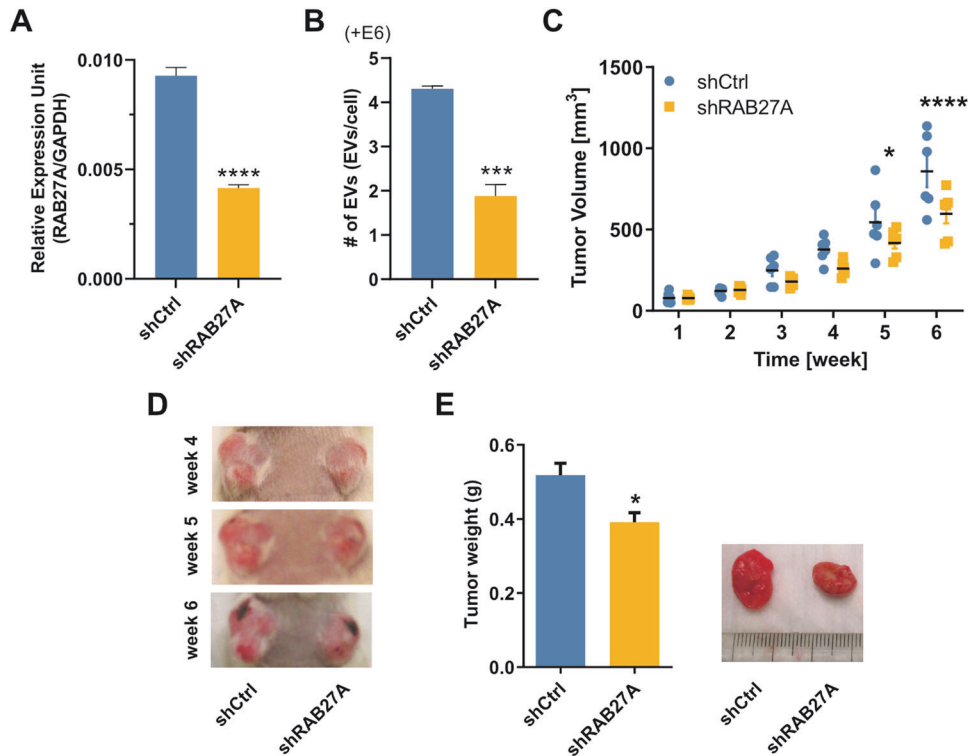 A
Relative Expression Unit
(RAB27A/GAPDH)
0.010
0.005
0.000
****
shCtrl
shRAB27A
B
(+E6)
# of EVs (EVs/cell)
5
4
3
2
1
0
***
shCtrl
shRAB27A
C
Tumor Volume [mm³]
1500
1000
500
0
shCtrl
shRAB27A
*
****
1 2 3 4 5 6
Time [week]
D
week 4
week 5
week 6
shCtrl
shRAB27A
E
Tumor weight (g)
0.6
0.4
0.2
0.0
*
shCtrl
shRAB27A
shCtrl
shRAB27A